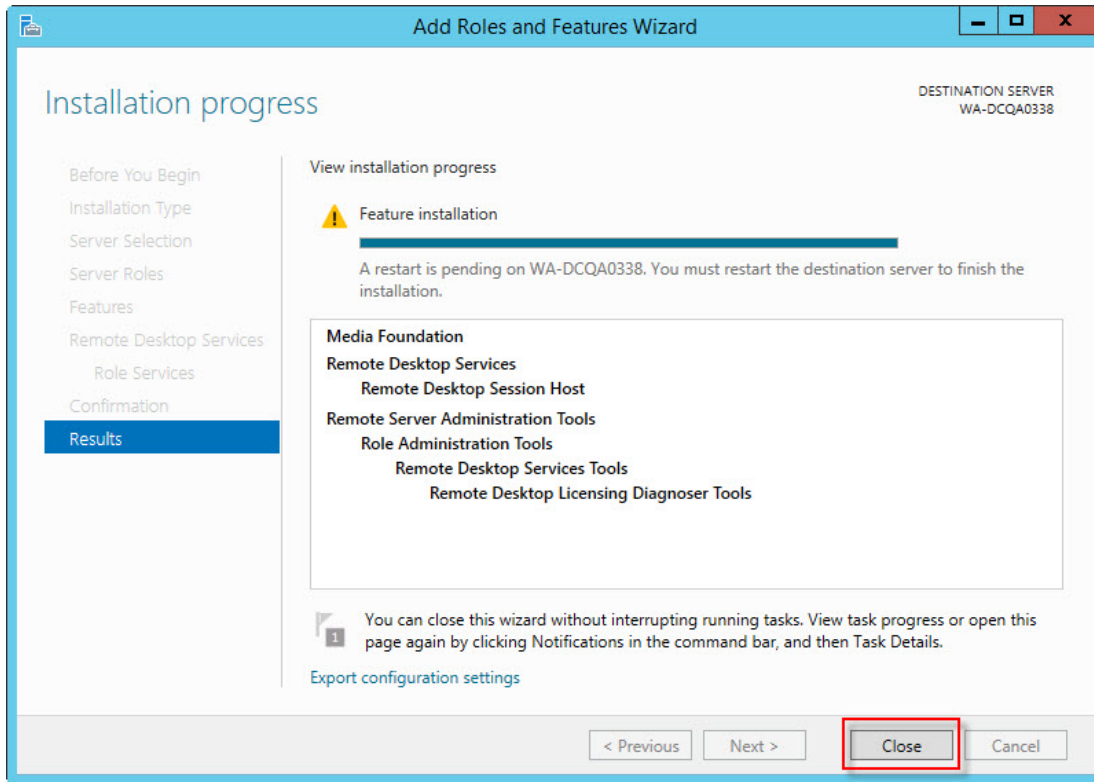 Add Roles and Features Wizard
Installation progress
DESTINATION SERVER
WA-DCQA0338
Before You Begin
Installation Type
Server Selection
Server Roles
Features
Remote Desktop Services
Role Services
Confirmation
Results
View installation progress
Feature installation
A restart is pending on WA-DCQA0338. You must restart the destination server to finish the
installation.
Media Foundation
Remote Desktop Services
Remote Desktop Session Host
Remote Server Administration Tools
Role Administration Tools
Remote Desktop Services Tools
Remote Desktop Licensing Diagnoser Tools
1
You can close this wizard without interrupting running tasks. View task progress or open this
page again by clicking Notifications in the command bar, and then Task Details.
Export configuration settings
< Previous
Next >
Close
Cancel